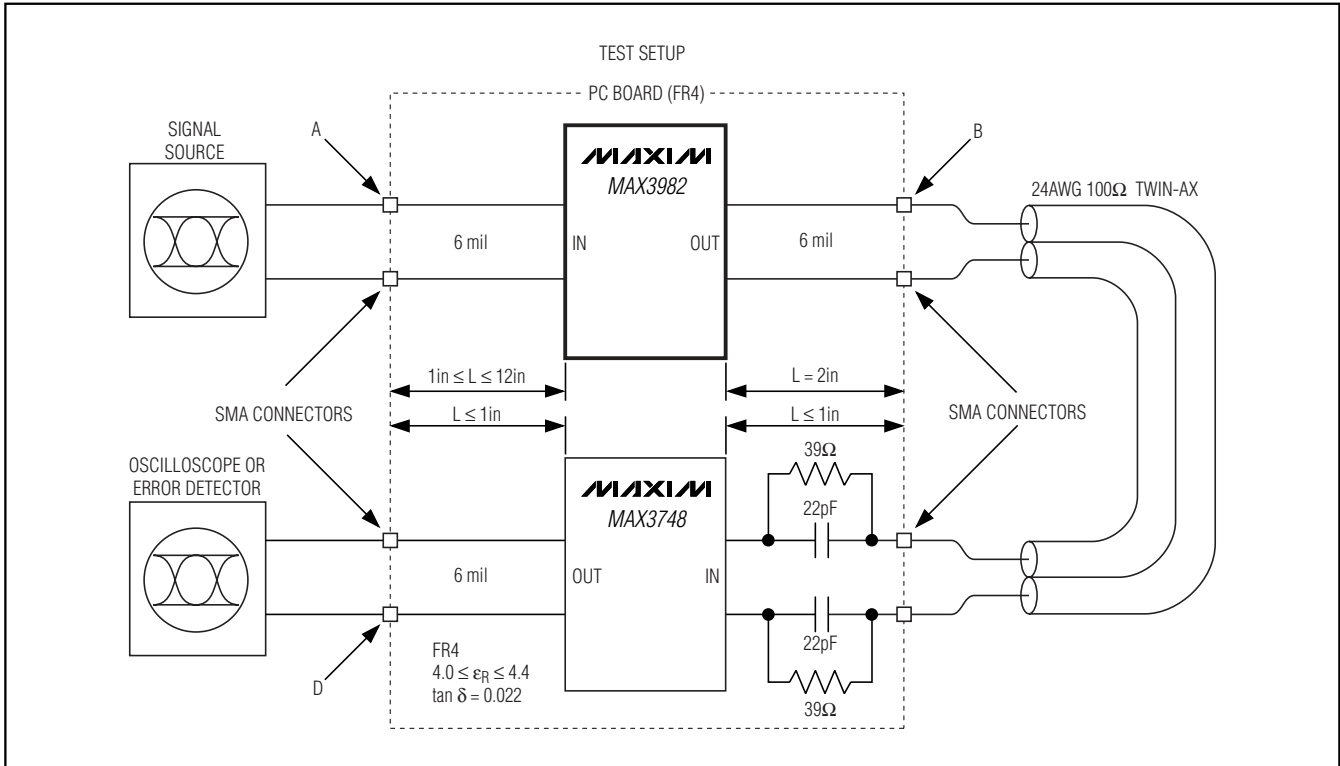 TEST SETUP
PC BOARD (FR4)
SIGNAL
SOURCE
A
B
MAXIM
MAX3982
24AWG 100Ω TWIN-AX
6 mil
IN
OUT
6 mil
1in ≤ L ≤ 12in
L = 2in
SMA CONNECTORS
L ≤ 1in
L ≤ 1in
SMA CONNECTORS
OSCILLOSCOPE OR
ERROR DETECTOR
39Ω
MAXIM
MAX3748
22pF
6 mil
OUT
IN
22pF
39Ω
FR4
4.0 ≤ εR ≤ 4.4
tan δ = 0.022
D